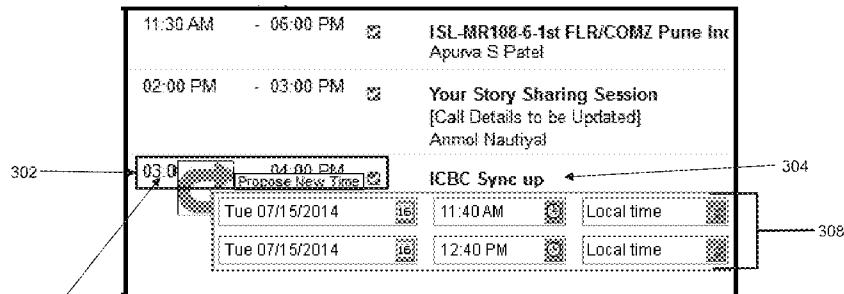 11:30 AM - 06:00 PM ISL-MR108-6-1st FLR/COMZ Pune Inc
Apurva S Patel
02:00 PM - 03:00 PM Your Story Sharing Session
[Call Details to be Updated]
Anmol Nautiyal
302 03:0 04:00 PM ICBC Sync up 304
Propose New Time
Tue 07/15/2014 16 11:40 AM Local time
308
Tue 07/15/2014 16 12:40 PM Local time